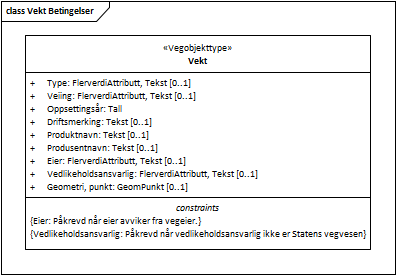 class Vekt Betingelser
«Vegobjekttype»
Vekt
+ Type: FlerverdiAttributt, Tekst [0..1]
+ Veiing: FlerverdiAttributt, Tekst [0..1]
+ Oppsettingsår: Tall
+ Driftsmerking: Tekst [0..1]
+ Produktnavn: Tekst [0..1]
+ Produsentnavn: Tekst [0..1]
+ Eier: FlerverdiAttributt, Tekst [0..1]
+ Vedlikeholdsansvarlig: FlerverdiAttributt, Tekst [0..1]
+ Geometri, punkt: GeomPunkt [0..1]
constraints
{Eier: Påkrevd når eier avviker fra vegeier.}
{Vedlikeholdsansvarlig: Påkrevd når vedlikeholdsansvarlig ikke er Statens vegvesen}